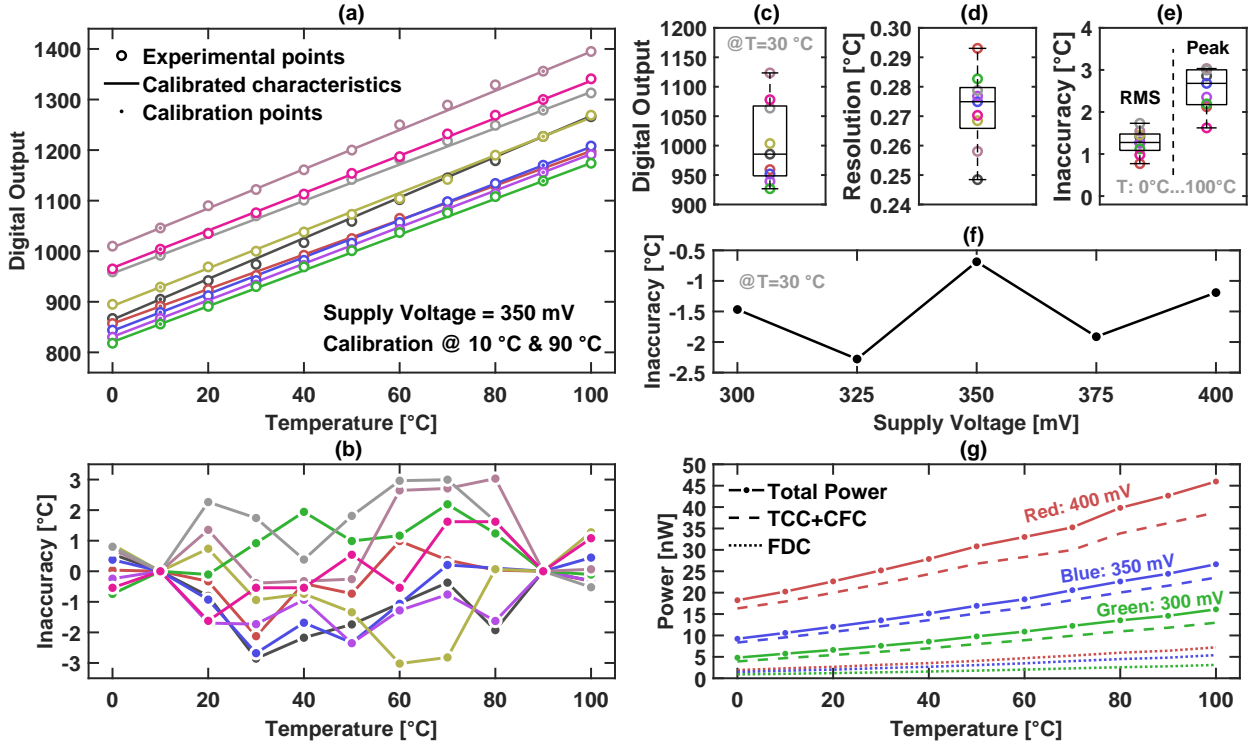 (a)
1400
1300
1200
1100
1000
900
800
Digital Output
Experimental points
Calibrated characteristics
Calibration points
Supply Voltage = 350 mV
Calibration @ 10 °C & 90 °C
0 20 40 60 80 100
Temperature [°C]
(c)
1200
1150
1100
1050
1000
950
900
Digital Output
@T=30 °C
(d)
0.30
0.29
0.28
0.27
0.26
0.25
0.24
Resolution [°C]
(e)
4
3
2
1
0
Inaccuracy [°C]
Peak
RMS
T: 0°C...100°C
(f)
-0.5
-1
-1.5
-2
-2.5
Inaccuracy [°C]
@T=30 °C
300 325 350 375 400
Supply Voltage [mV]
(b)
3
2
1
0
-1
-2
-3
Inaccuracy [°C]
0 20 40 60 80 100
Temperature [°C]
(g)
50
45
40
35
30
25
20
15
10
5
0
Power [nW]
Total Power
TCC+CFC
FDC
Red: 400 mV
Blue: 350 mV
Green: 300 mV
0 20 40 60 80 100
Temperature [°C]